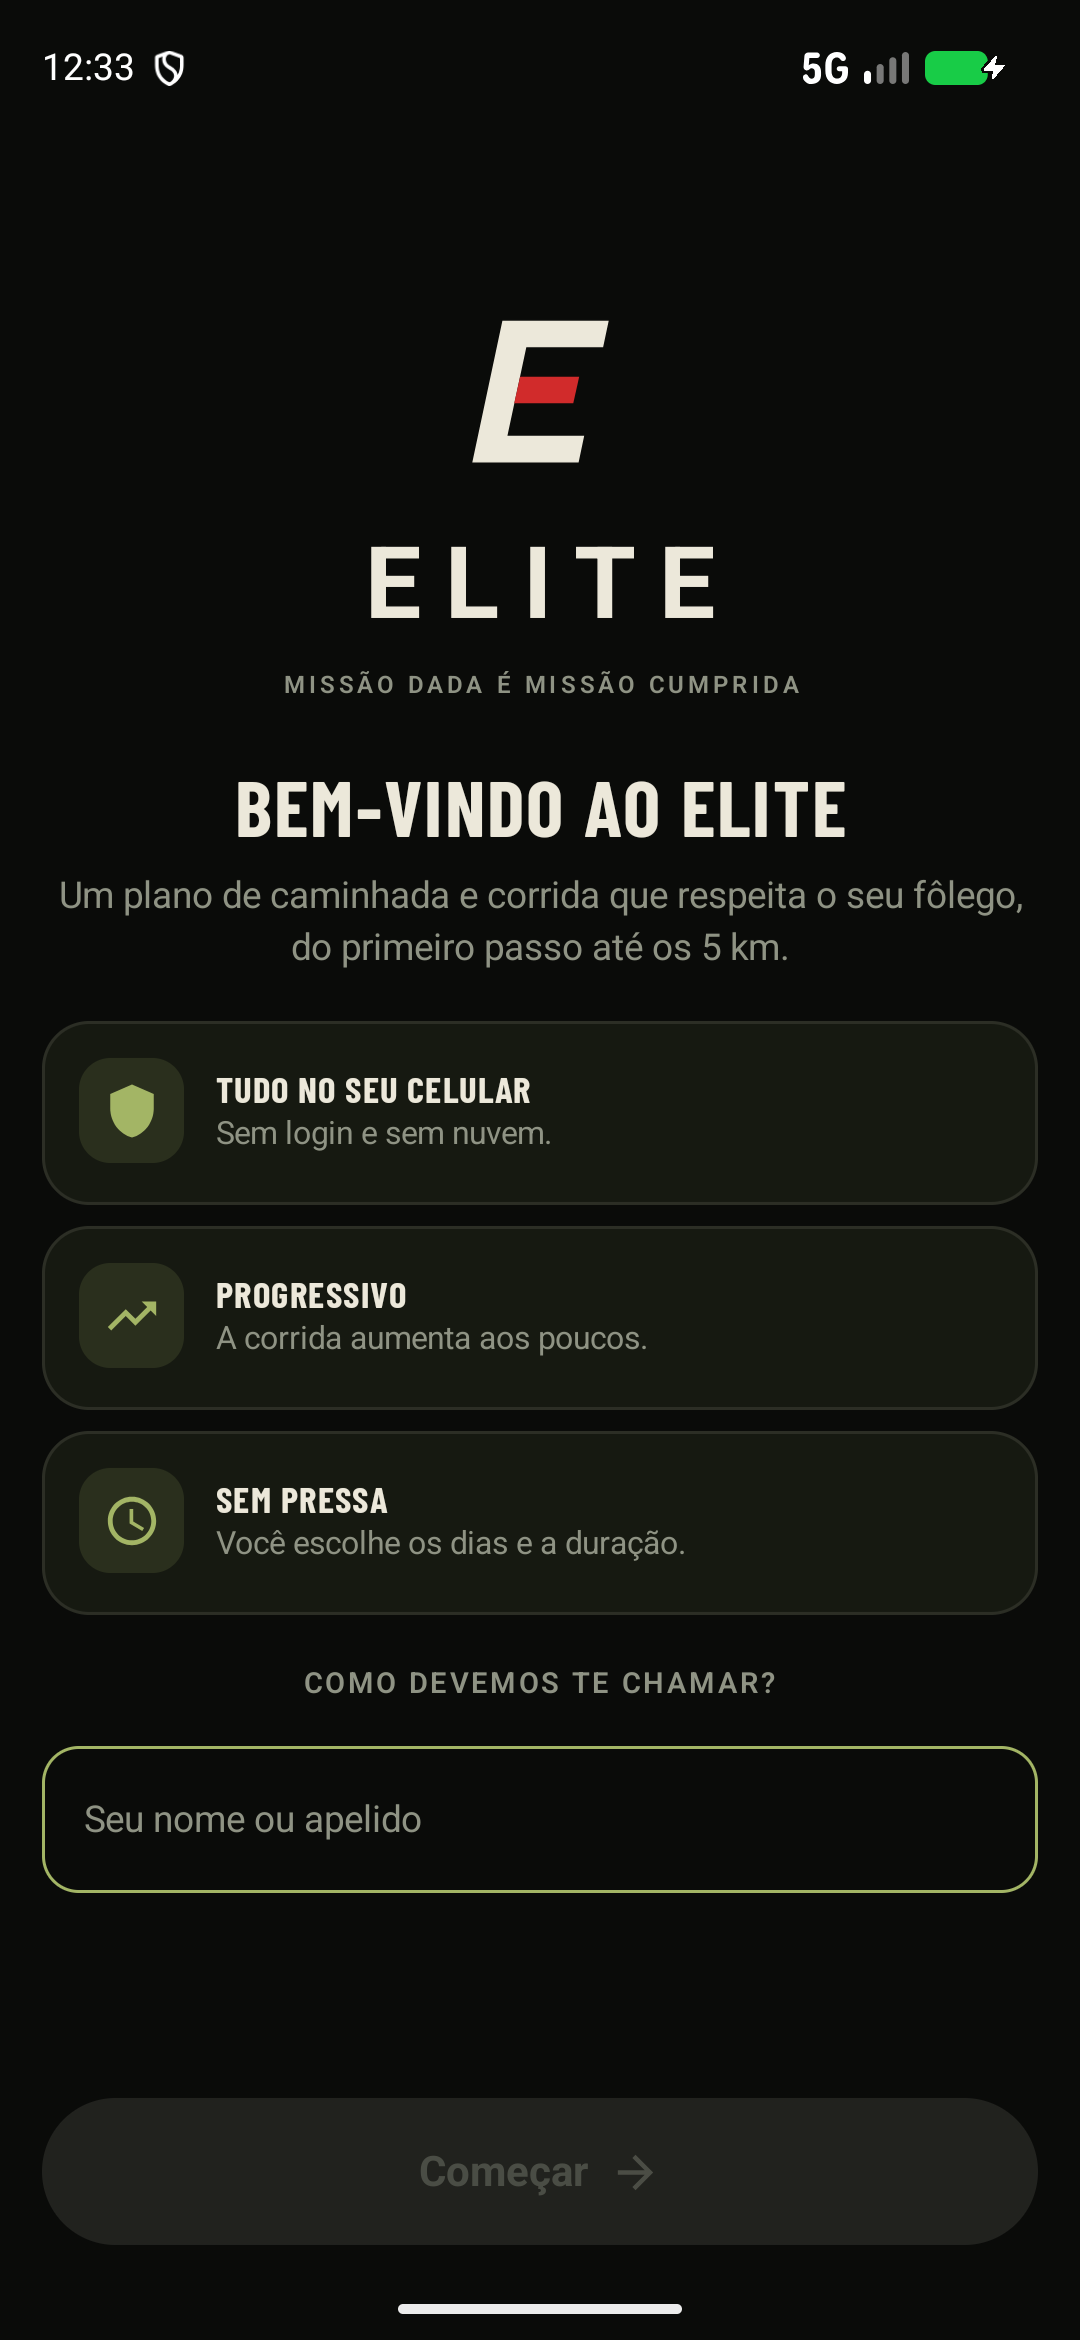 12:33
5G
E
ELITE
MISSÃO DADA É MISSÃO CUMPRIDA
BEM-VINDO AO ELITE
Um plano de caminhada e corrida que respeita o seu fôlego,
do primeiro passo até os 5 km.
TUDO NO SEU CELULAR
Sem login e sem nuvem.
PROGRESSIVO
A corrida aumenta aos poucos.
SEM PRESSA
Você escolhe os dias e a duração.
COMO DEVEMOS TE CHAMAR?
Seu nome ou apelido
Começar